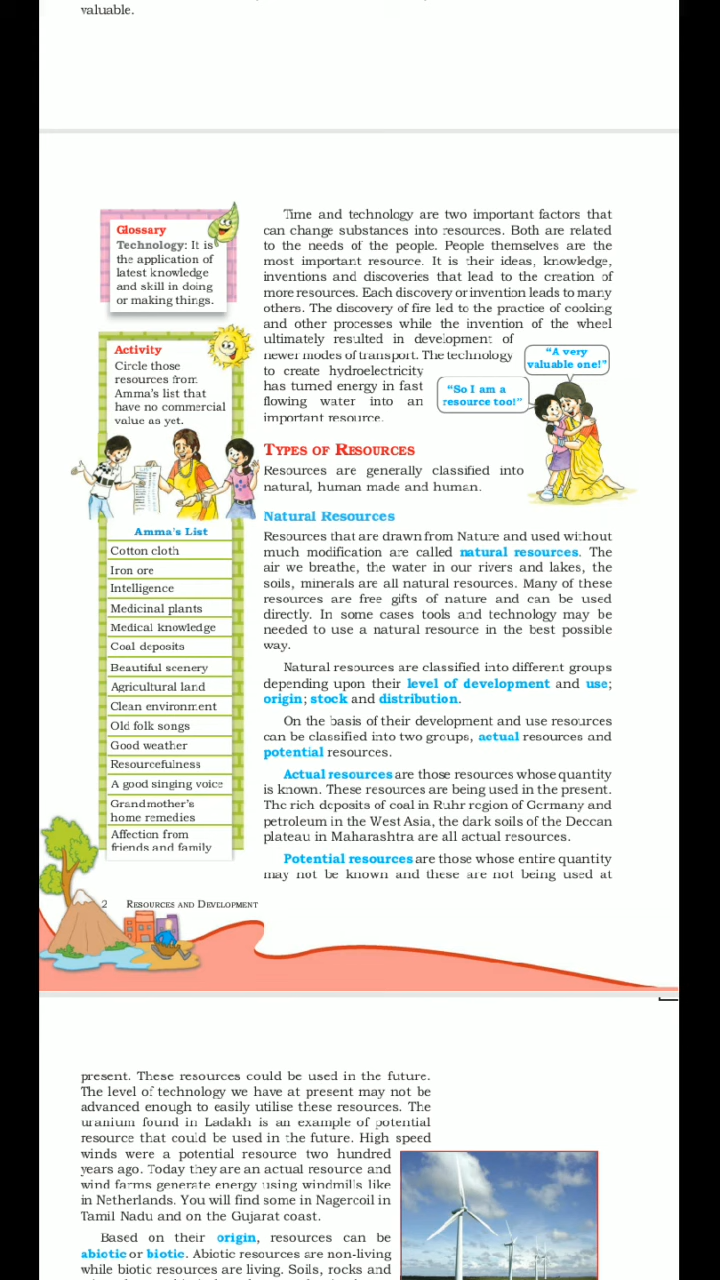 valuable.
Glossary
Technology: It is
the application of
latest knowledge
and skill in doing
or making things.
Activity
Circle those
resources from
Amma's list that
have no commercial
value as yet.
Amma's List
Cotton cloth
Iron ore
Intelligence
Medicinal plants
Medical knowledge
Coal deposits
Beautiful scenery
Agricultural land
Clean environment
Old folk songs
Good weather
Resourcefulness
A good singing voice
Grandmother's
home remedies
Affection from
friends and family
Time and technology are two important factors that
can change substances into resources. Both are related
to the needs of the people. People themselves are the
most important resource. It is their ideas, knowledge,
inventions and discoveries that lead to the creation of
more resources. Each discovery or invention leads to many
others. The discovery of fire led to the practice of cooking
and other processes while the invention of the wheel
ultimately resulted in development of
newer modes of transport. The technology
to create hydroelectricity
has turned energy in fast
flowing water into an
important resource.
"A very
valuable one!"
"So I am a
resource too!"
TYPES OF RESOURCES
Resources are generally classified into
natural, human made and human.
Natural Resources
Resources that are drawn from Nature and used without
much modification are called natural resources. The
air we breathe, the water in our rivers and lakes, the
soils, minerals are all natural resources. Many of these
resources are free gifts of nature and can be used
directly. In some cases tools and technology may be
needed to use a natural resource in the best possible
way.
Natural resources are classified into different groups
depending upon their level of development and use;
origin; stock and distribution.
On the basis of their development and use resources
can be classified into two groups, actual resources and
potential resources.
Actual resources are those resources whose quantity
is known. These resources are being used in the present.
The rich deposits of coal in Ruhr region of Germany and
petroleum in the West Asia, the dark soils of the Deccan
plateau in Maharashtra are all actual resources.
Potential resources are those whose entire quantity
may not be known and these are not being used at
2 RESOURCES AND DEVELOPMENT
present. These resources could be used in the future.
The level of technology we have at present may not be
advanced enough to easily utilise these resources. The
uranium found in Ladakh is an example of potential
resource that could be used in the future. High speed
winds were a potential resource two hundred
years ago. Today they are an actual resource and
wind farms generate energy using windmills like
in Netherlands. You will find some in Nagercoil in
Tamil Nadu and on the Gujarat coast.
Based on their origin, resources can be
abiotic or biotic. Abiotic resources are non-living
while biotic resources are living. Soils, rocks and